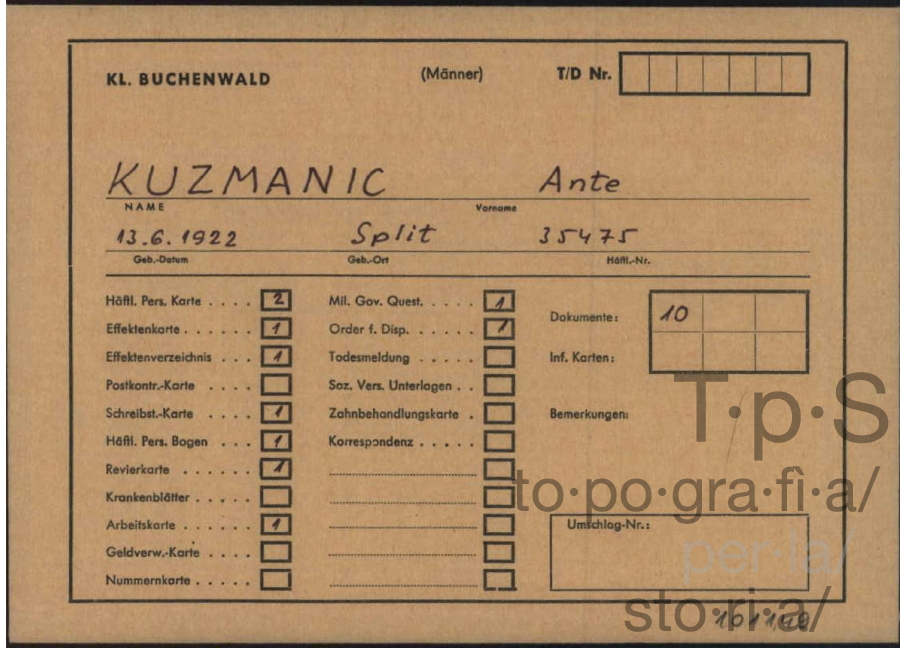 KL. BUCHENWALD (Männer) T/D Nr.
KUZMANIC Ante
NAME Vorname
13.6.1922 Split 35475
Geb.-Datum Geb.-Ort Häftl.-Nr.
Häftl. Pers. Karte . . . . 2 Mil. Gov. Quest. . . . . . 1
Dokumente: 10
Effektenkarte . . . . . . 1 Order f. Disp. . . . . . . 1
Effektenverzeichnis . . . 1 Todesmeldung . . . . . Inf. Karten:
Postkontr.-Karte . . . . Soz. Vers. Unterlagen . .
Schreibst.-Karte . . . . 1 Zahnbehandlungskarte . Bemerkungen:
Häftl. Pers. Bogen . . . 1 Korrespondenz . . . . .
Revierkarte . . . . . . 1
Krankenblätter . . . . .
Arbeitskarte . . . . . . 1 Umschlag-Nr.:
Geldverw.-Karte . . . .
Nummernkarte . . . . .
T·p·S
to·po·gra·fì·a/
per·la/
sto·ri·a/